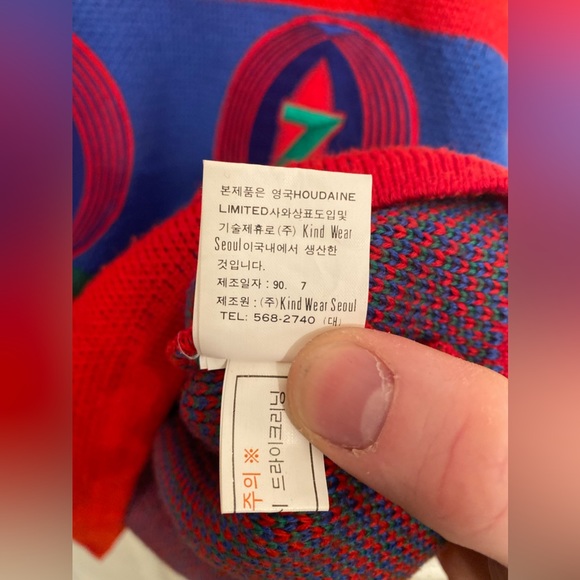 본제품은 영국HOUDAINE
LIMITED사와상표도입및
기술제휴로(주) Kind Wear
Seoul이국내에서 생산한
것입니다.
제조일자 : 90. 7
제조원 : (주)Kind Wear Seoul
TEL: 568-2740 (대)
주의 ※
드라이크리닝